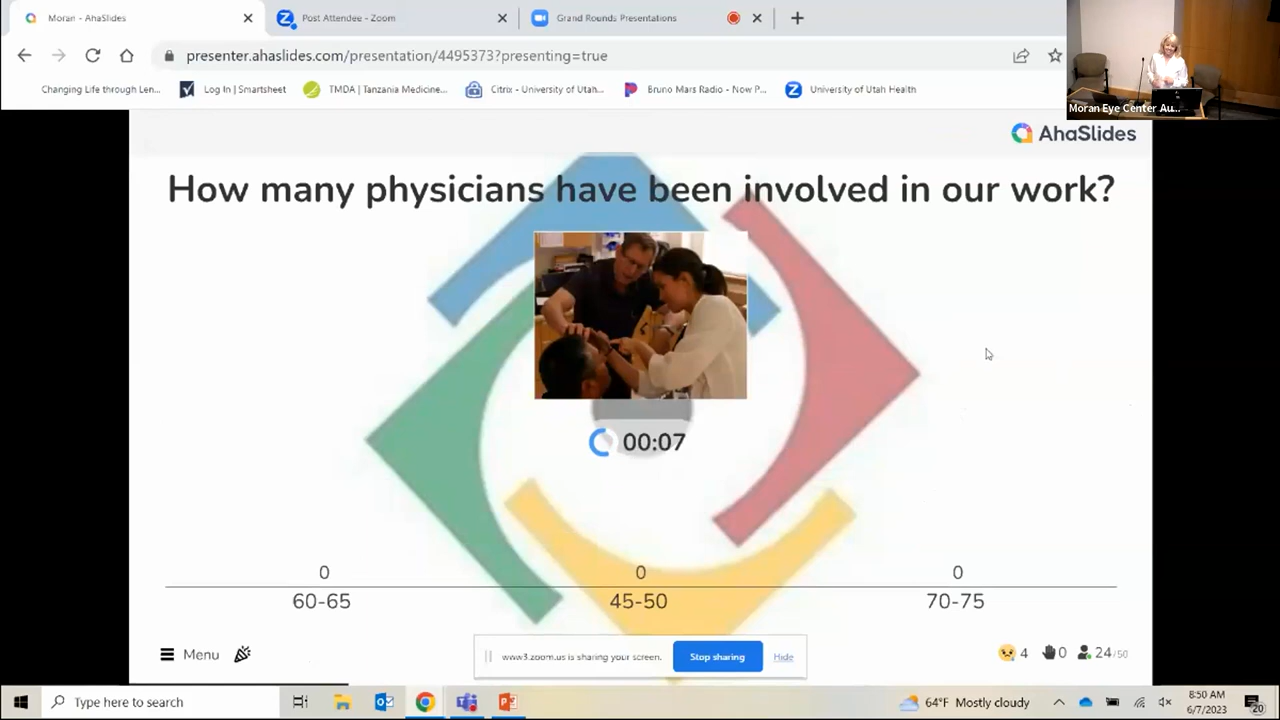 Moran - AhaSlides
Post Attendee - Zoom
Grand Rounds Presentations
presenter.ahaslides.com/presentation/4495373?presenting=true
Changing Life through Len...
Log In | Smartsheet
TMDA | Tanzania Medicine...
Citrix - University of Utah...
Bruno Mars Radio - Now P...
University of Utah Health
Moran Eye Center Au...
AhaSlides
How many physicians have been involved in our work?
00:07
0
0
0
60-65
45-50
70-75
Menu
www3.zoom.us is sharing your screen.
Stop sharing
Hide
4
0
24/50
Type here to search
64°F Mostly cloudy
8:50 AM
6/7/2023
20